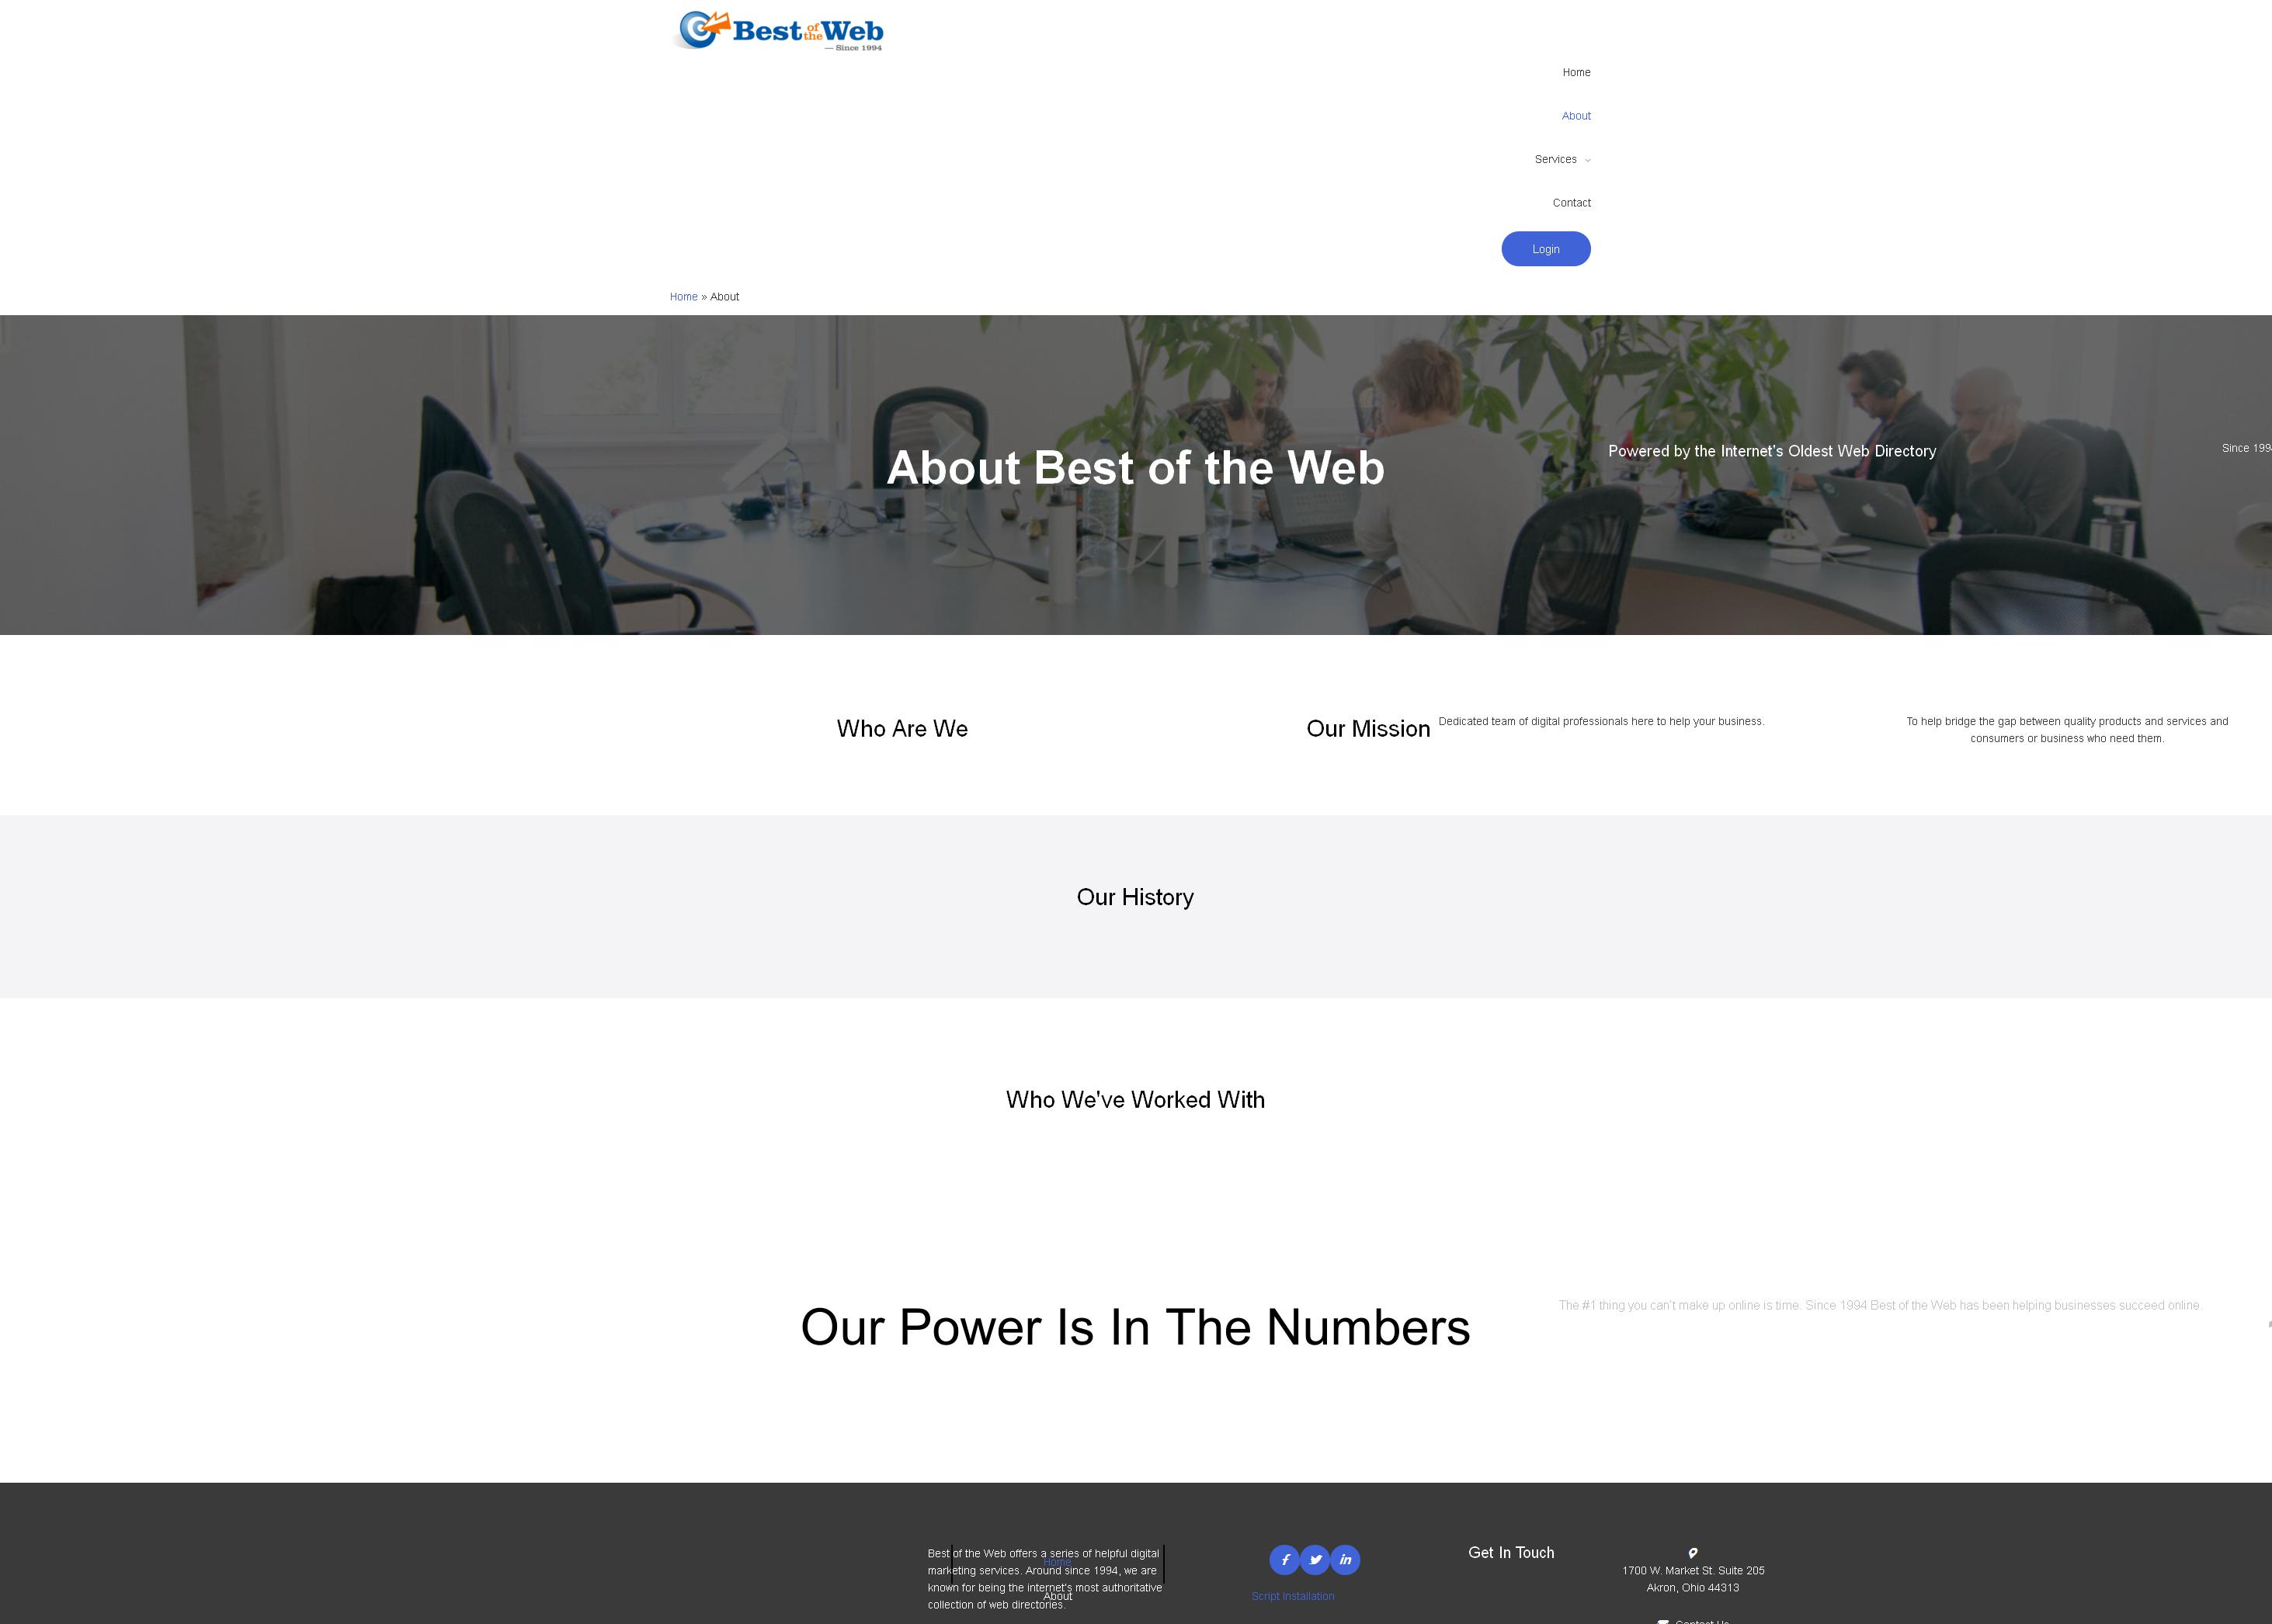 Best of the Web
— Since 1994
Home
About
Services
Contact
Login
Home » About
About Best of the Web
Powered by the Internet's Oldest Web Directory
Since
Who Are We
Our Mission
Dedicated team of digital professionals here to help your business.
To help bridge the gap between quality products and services and
consumers or business who need them.
Our History
Who We've Worked With
Our Power Is In The Numbers
The #1 thing you can't make up online is time. Since 1994 Best of the Web has been helping businesses succeed online.
Best of the Web offers a series of helpful digital
marketing services. Around since 1994, we are
known for being the internet's most authoritative
collection of web directories.
Home
About
Script Installation
Get In Touch
1700 W. Market St. Suite 205
Akron, Ohio 44313
Contact Us